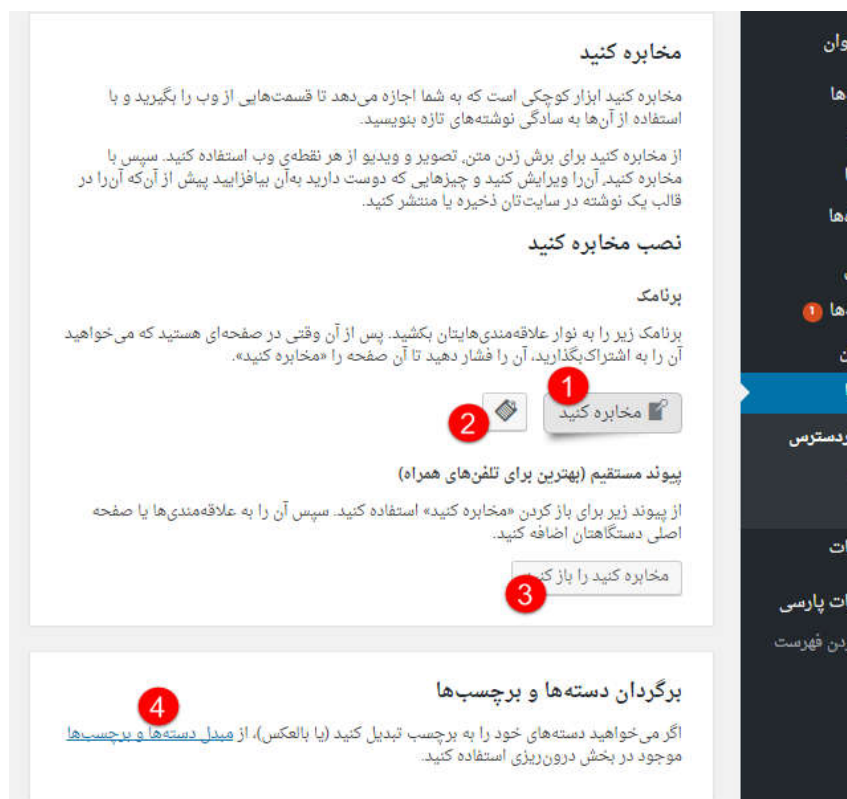 مخابره کنید
مخابره کنید ابزار کوچکی است که به شما اجازه می‌دهد تا قسمت‌هایی از وب را بگیرید و با
استفاده از آن‌ها به سادگی نوشته‌های تازه بنویسید.
از مخابره کنید برای برش زدن متن، تصویر و ویدیو از هر نقطه‌ی وب استفاده کنید. سپس با
مخابره کنید، آن‌را ویرایش کنید و چیزهایی که دوست دارید به‌آن بیافزایید پیش از آن‌که آن‌را در
قالب یک نوشته در سایت‌تان ذخیره یا منتشر کنید.
نصب مخابره کنید
برنامک
برنامک زیر را به نوار علاقه‌مندی‌هایتان بکشید. پس از آن وقتی در صفحه‌ای هستید که می‌خواهید
آن را به اشتراک‌بگذارید، آن را فشار دهید تا آن صفحه را «مخابره کنید».
1
مخابره کنید
2
پیوند مستقیم (بهترین برای تلفن‌های همراه)
از پیوند زیر برای باز کردن «مخابره کنید» استفاده کنید. سپس آن را به علاقه‌مندی‌ها یا صفحه
اصلی دستگاهتان اضافه کنید.
مخابره کنید را باز
3
برگردان دسته‌ها و برچسب‌ها
4
اگر می‌خواهید دسته‌های خود را به برچسب تبدیل کنید (یا بالعکس)، از مبدل دسته‌ها و برچسب‌ها
موجود در بخش درون‌ریزی استفاده کنید.
1
ات پارسی
فهرست